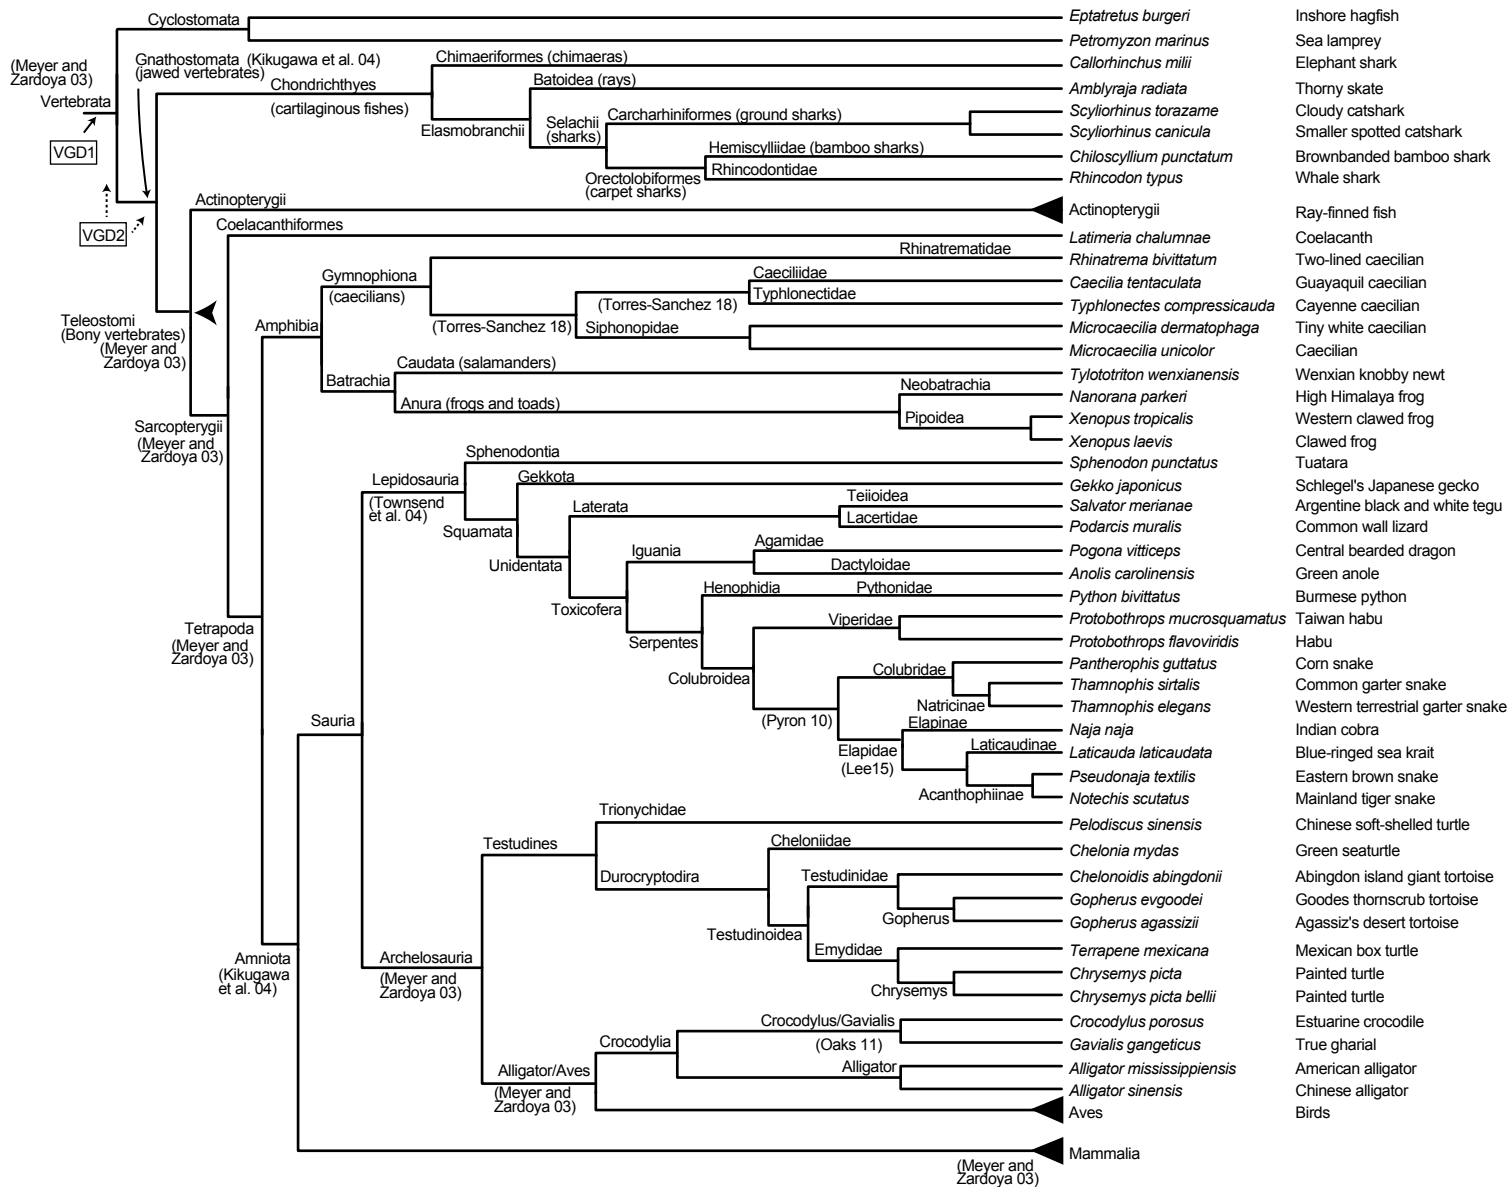 Cyclostomata
Eptatretus burgeri Inshore hagfish
Petromyzon marinus Sea lamprey
(Meyer and
Zardoya 03)
Vertebrata
VGD1
VGD2
Gnathostomata (Kikugawa et al. 04)
(jawed vertebrates)
Chondrichthyes
(cartilaginous fishes)
Chimaeriformes (chimaeras)
Callorhinchus milii Elephant shark
Elasmobranchii
Batoidea (rays)
Amblyraja radiata Thorny skate
Selachii
(sharks)
Carcharhiniformes (ground sharks)
Scyliorhinus torazame Cloudy catshark
Scyliorhinus canicula Smaller spotted catshark
Hemiscylliidae (bamboo sharks)
Chiloscyllium punctatum Brownbanded bamboo shark
Rhincodontidae
Orectolobiformes
(carpet sharks)
Rhincodon typus Whale shark
Actinopterygii
Actinopterygii Ray-finned fish
Coelacanthiformes
Latimeria chalumnae Coelacanth
Teleostomi
(Bony vertebrates)
(Meyer and
Zardoya 03)
Sarcopterygii
(Meyer and
Zardoya 03)
Amphibia
Gymnophiona
(caecilians)
Rhinatrematidae
Rhinatrema bivittatum Two-lined caecilian
(Torres-Sanchez 18)
(Torres-Sanchez 18)
Caeciliidae
Caecilia tentaculata Guayaquil caecilian
Typhlonectidae
Typhlonectes compressicauda Cayenne caecilian
Siphonopidae
Microcaecilia dermatophaga Tiny white caecilian
Microcaecilia unicolor Caecilian
Batrachia
Caudata (salamanders)
Tylototriton wenxianensis Wenxian knobby newt
Anura (frogs and toads)
Neobatrachia
Nanorana parkeri High Himalaya frog
Pipoidea
Xenopus tropicalis Western clawed frog
Xenopus laevis Clawed frog
Tetrapoda
(Meyer and
Zardoya 03)
Amniota
(Kikugawa
et al. 04)
Sauria
Lepidosauria
(Townsend
et al. 04)
Sphenodontia
Sphenodon punctatus Tuatara
Squamata
Gekkota
Gekko japonicus Schlegel's Japanese gecko
Unidentata
Laterata
Teiioidea
Salvator merianae Argentine black and white tegu
Lacertidae
Podarcis muralis Common wall lizard
Toxicofera
Iguania
Agamidae
Pogona vitticeps Central bearded dragon
Dactyloidae
Anolis carolinensis Green anole
Serpentes
Henophidia
Pythonidae
Python bivittatus Burmese python
Colubroidea
Viperidae
Protobothrops mucrosquamatus Taiwan habu
Protobothrops flavoviridis Habu
(Pyron 10)
Colubridae
Pantherophis guttatus Corn snake
Thamnophis sirtalis Common garter snake
Natricinae
Thamnophis elegans Western terrestrial garter snake
Elapidae
(Lee15)
Elapinae
Naja naja Indian cobra
Laticaudinae
Laticauda laticaudata Blue-ringed sea krait
Pseudonaja textilis Eastern brown snake
Acanthophiinae
Notechis scutatus Mainland tiger snake
Archelosauria
(Meyer and
Zardoya 03)
Testudines
Trionychidae
Pelodiscus sinensis Chinese soft-shelled turtle
Durocryptodira
Cheloniidae
Chelonia mydas Green seaturtle
Testudinoidea
Testudinidae
Chelonoidis abingdonii Abingdon island giant tortoise
Gopherus
Gopherus evgoodei Goodes thornscrub tortoise
Gopherus agassizii Agassiz's desert tortoise
Emydidae
Terrapene mexicana Mexican box turtle
Chrysemys
Chrysemys picta Painted turtle
Chrysemys picta bellii Painted turtle
Alligator/Aves
(Meyer and
Zardoya 03)
Crocodylia
Crocodylus/Gavialis
(Oaks 11)
Crocodylus porosus Estuarine crocodile
Gavialis gangeticus True gharial
Alligator
Alligator mississippiensis American alligator
Alligator sinensis Chinese alligator
Aves Birds
Mammalia
(Meyer and
Zardoya 03)